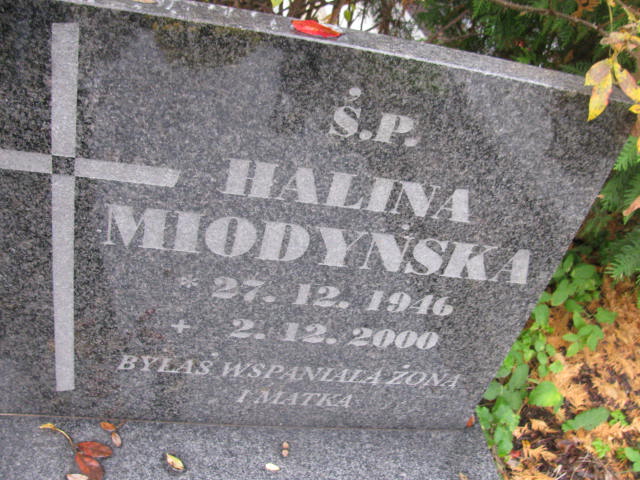 Ś.P.
HALINA
MIODYŃSKA
* 27. 12. 1946
+ 2. 12. 2000
BYŁAŚ WSPANIAŁĄ ŻONĄ
I MATKĄ